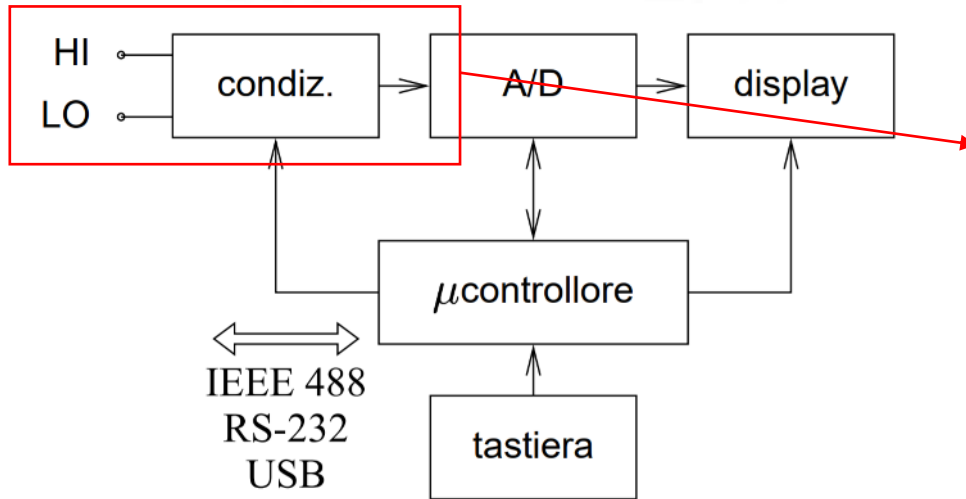 HI
LO
condiz.
A/D
display
μcontrollore
IEEE 488
RS-232
USB
tastiera